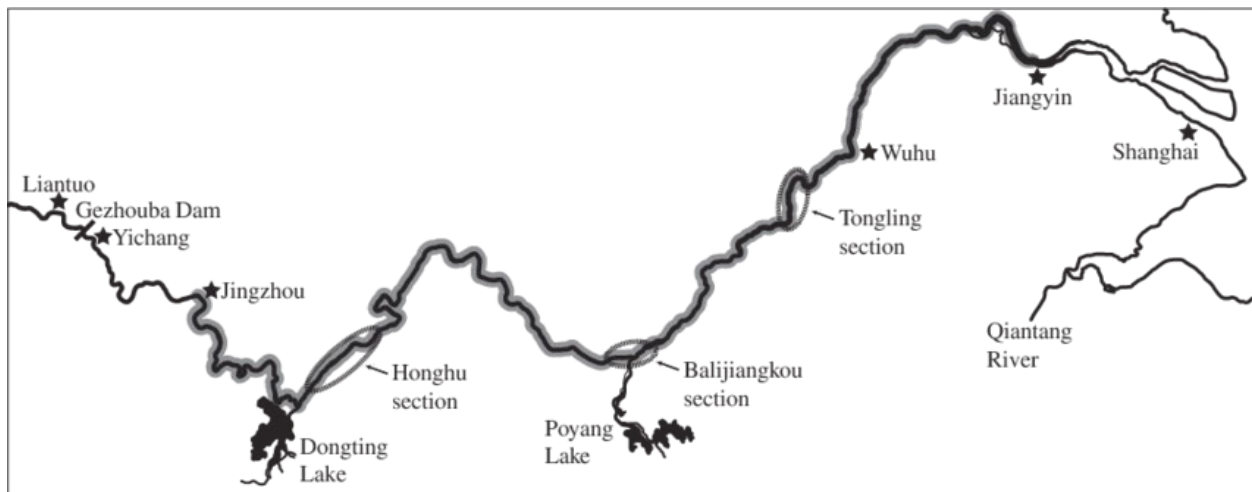 Liantuo
Gezhouba Dam
Yichang
Jingzhou
Honghu
section
Dongting
Lake
Poyang
Lake
Balijiangkou
section
Tongling
section
Wuhu
Jiangyin
Shanghai
Qiantang
River